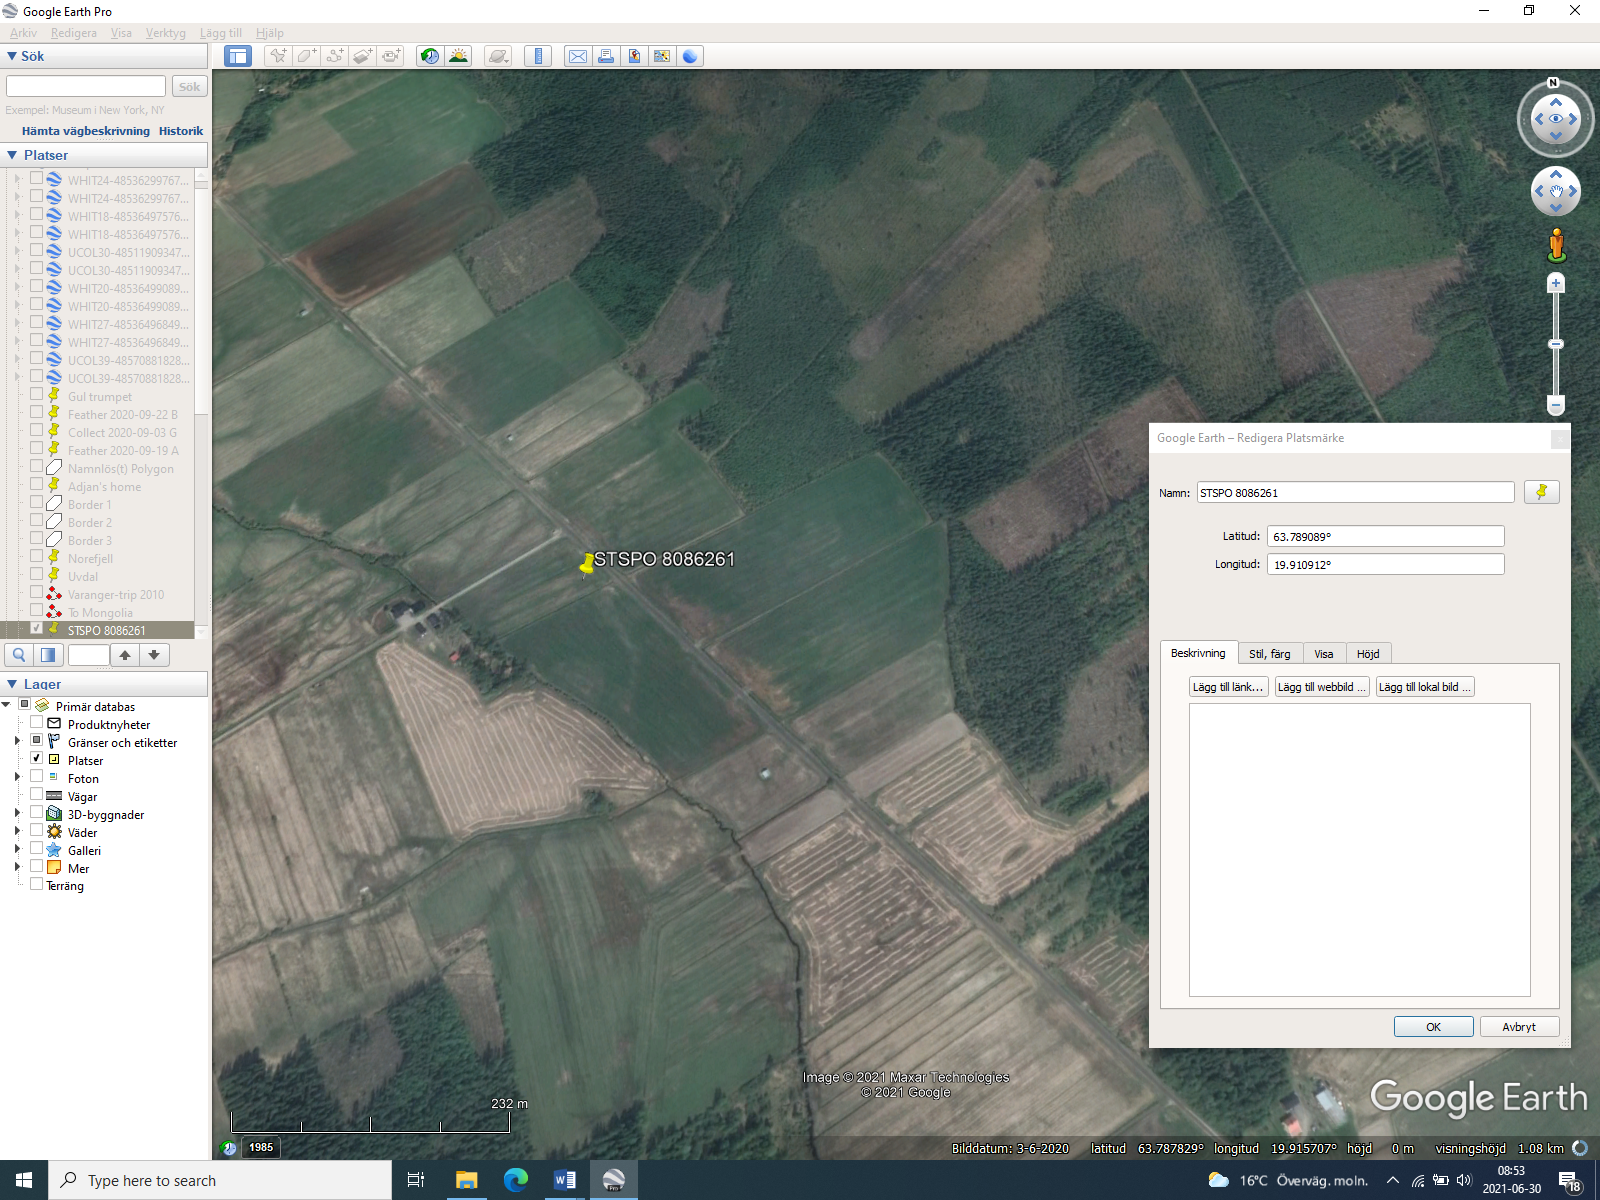 Google Earth Pro
Arkiv Redigera Visa Verktyg Lägg till Hjälp
Sök
Sök
Exempel: Museum i New York, NY
Hämta vägbeskrivning Historik
Platser
WHIT24-48536299767...
WHIT24-48536299767...
WHIT18-48536497576...
WHIT18-48536497576...
UCOL30-48511909347...
UCOL30-48511909347...
WHIT20-48536499089...
WHIT20-48536499089...
WHIT27-48536496849...
WHIT27-48536496849...
UCOL39-48570881828...
UCOL39-48570881828...
Gul trumpet
Feather 2020-09-22 B
Collect 2020-09-03 G
Feather 2020-09-19 A
Namnlös(t) Polygon
Adjan's home
Border 1
Border 2
Border 3
Norefjell
Uvdal
Varanger-trip 2010
To Mongolia
STSPO 8086261
Lager
Primär databas
Produktnyheter
Gränser och etiketter
Platser
Foton
Vägar
3D-byggnader
Väder
Galleri
Mer
Terräng
N
STSPO 8086261
Google Earth – Redigera Platsmärke
Namn: STSPO 8086261
Latitud: 63.789089°
Longitud: 19.910912°
Beskrivning Stil, färg Visa Höjd
Lägg till länk... Lägg till webbild ... Lägg till lokal bild ...
OK Avbryt
Image © 2021 Maxar Technologies
© 2021 Google
Google Earth
232 m
1985
Bilddatum: 3-6-2020 latitud 63.787829° longitud 19.915707° höjd 0 m visningshöjd 1.08 km
Type here to search
16°C Överväg. moln.
08:53
2021-06-30
18